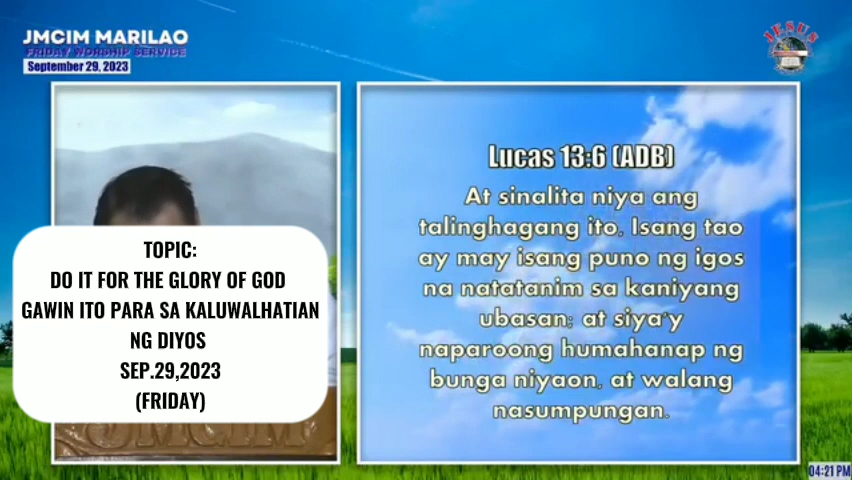 JMCIM MARILAO
FRIDAY WORSHIP SERVICE
September 29, 2023
JESUS
Lucas 13:6 (ADB)
At sinalita niya ang
talinghagang ito. Isang tao
ay may isang puno ng igos
na natatanim sa kaniyang
ubasan; at siya'y
naparoong humahanap ng
bunga niyaon, at walang
nasumpungan.
TOPIC:
DO IT FOR THE GLORY OF GOD
GAWIN ITO PARA SA KALUWALHATIAN
NG DIYOS
SEP.29,2023
(FRIDAY)
JMCIM
04:21 PM